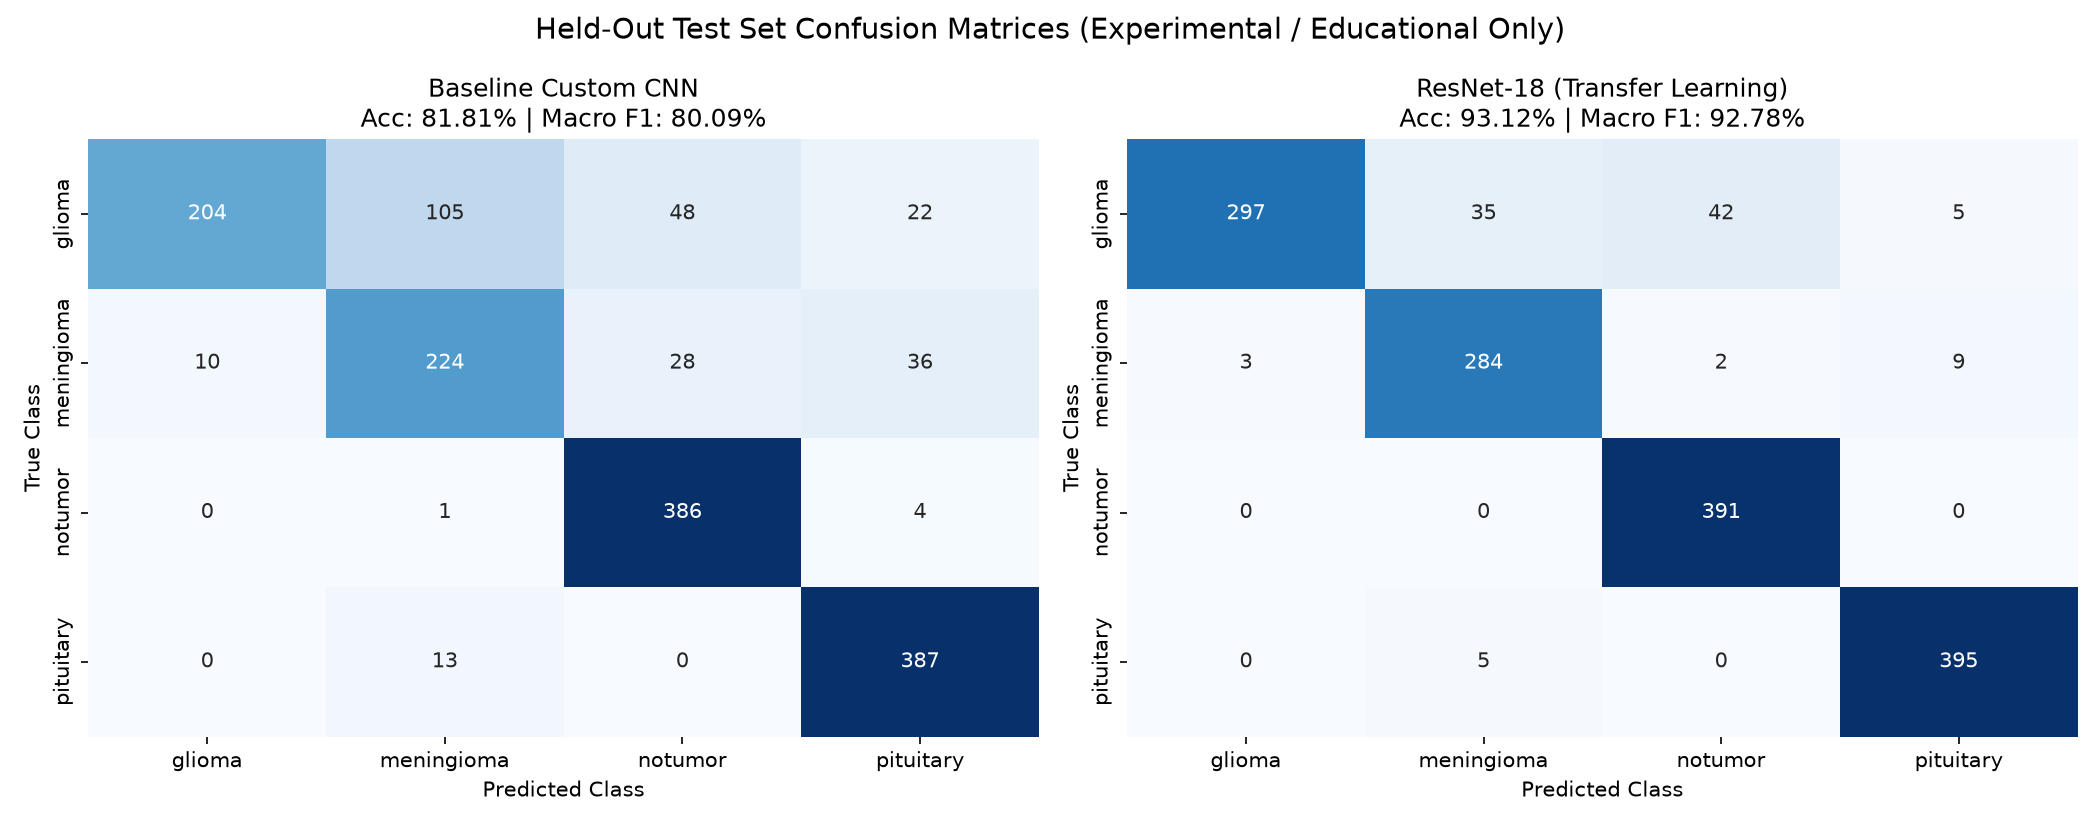 Held-Out Test Set Confusion Matrices (Experimental / Educational Only)
Baseline Custom CNN
Acc: 81.81% | Macro F1: 80.09%
True Class
glioma
204 105 48 22
meningioma
10 224 28 36
notumor
0 1 386 4
pituitary
0 13 0 387
glioma meningioma notumor pituitary
Predicted Class
ResNet-18 (Transfer Learning)
Acc: 93.12% | Macro F1: 92.78%
True Class
glioma
297 35 42 5
meningioma
3 284 2 9
notumor
0 0 391 0
pituitary
0 5 0 395
glioma meningioma notumor pituitary
Predicted Class